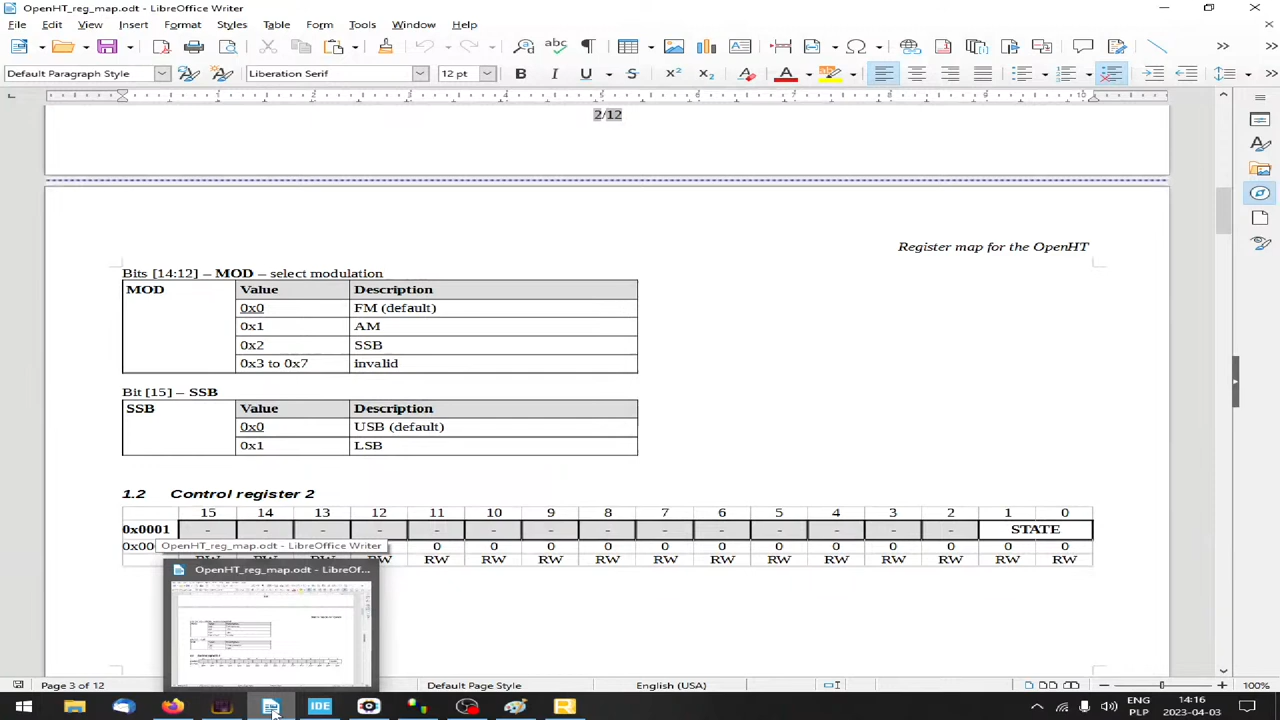 OpenHT_reg_map.odt - LibreOffice Writer
File Edit View Insert Format Styles Table Form Tools Window Help
Default Paragraph Style Liberation Serif 12 pt
2/12
Register map for the OpenHT
Bits [14:12] – MOD – select modulation
MOD Value Description
0x0 FM (default)
0x1 AM
0x2 SSB
0x3 to 0x7 invalid
Bit [15] – SSB
SSB Value Description
0x0 USB (default)
0x1 LSB
1.2 Control register 2
15 14 13 12 11 10 9 8 7 6 5 4 3 2 1 0
0x0001 - - - - - - - - - - - - - - STATE
0x00 0 0 0 0 0 0 0 0 0 0 0 0
OpenHT_reg_map.odt - LibreOffice Writer
RW RW RW RW RW RW RW RW RW RW RW RW RW RW RW RW
OpenHT_reg_map.odt - LibreOf...
Page 3 of 12 Default Page Style English (USA) 100%
IDE R ENG 14:16
PLP 2023-04-03